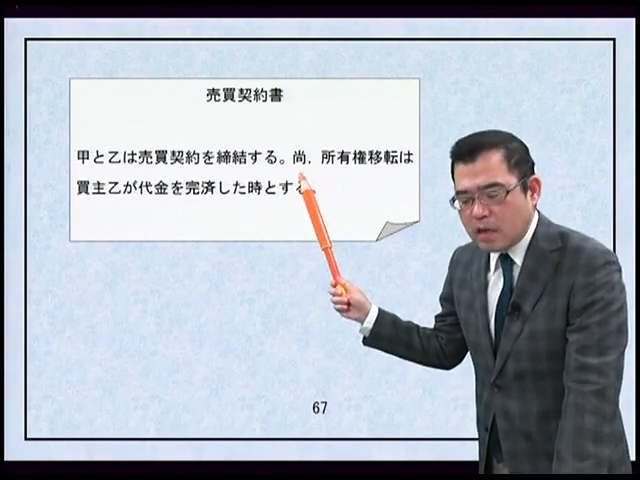 売買契約書
甲と乙は売買契約を締結する。尚，所有権移転は
買主乙が代金を完済した時とする。
67